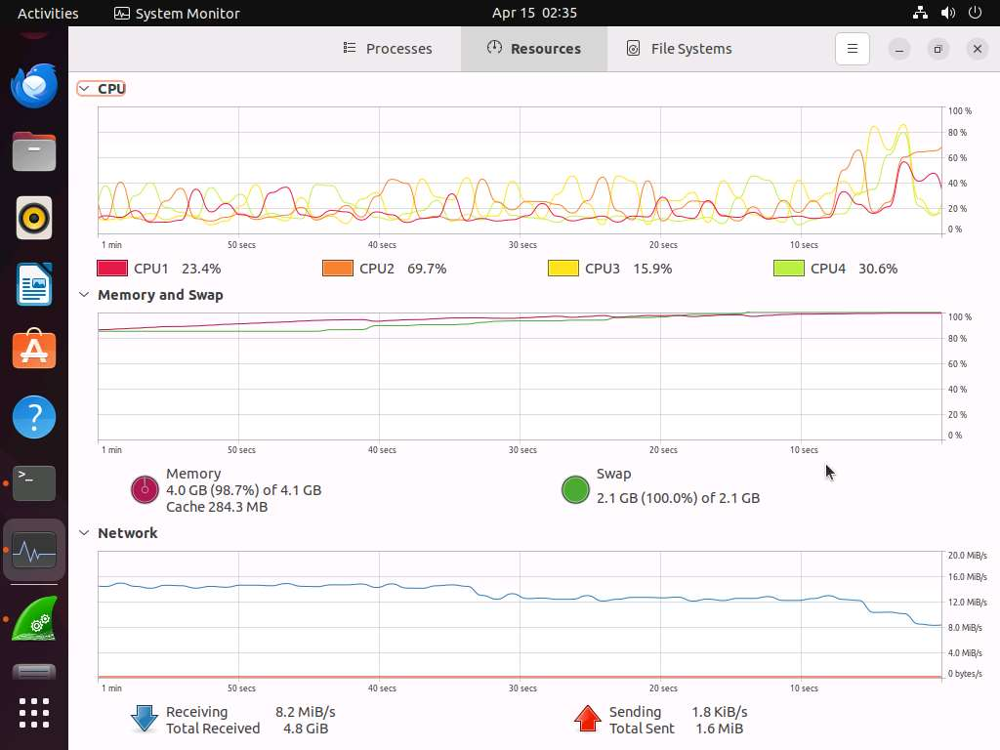 Activities System Monitor Apr 15 02:35
Processes Resources File Systems
CPU
100 %
80 %
60 %
40 %
20 %
0 %
1 min 50 secs 40 secs 30 secs 20 secs 10 secs
CPU1 23.4% CPU2 69.7% CPU3 15.9% CPU4 30.6%
Memory and Swap
100 %
80 %
60 %
40 %
20 %
0 %
1 min 50 secs 40 secs 30 secs 20 secs 10 secs
Memory
4.0 GB (98.7%) of 4.1 GB
Cache 284.3 MB
Swap
2.1 GB (100.0%) of 2.1 GB
Network
20.0 MiB/s
16.0 MiB/s
12.0 MiB/s
8.0 MiB/s
4.0 MiB/s
0 bytes/s
1 min 50 secs 40 secs 30 secs 20 secs 10 secs
Receiving 8.2 MiB/s
Total Received 4.8 GiB
Sending 1.8 KiB/s
Total Sent 1.6 MiB